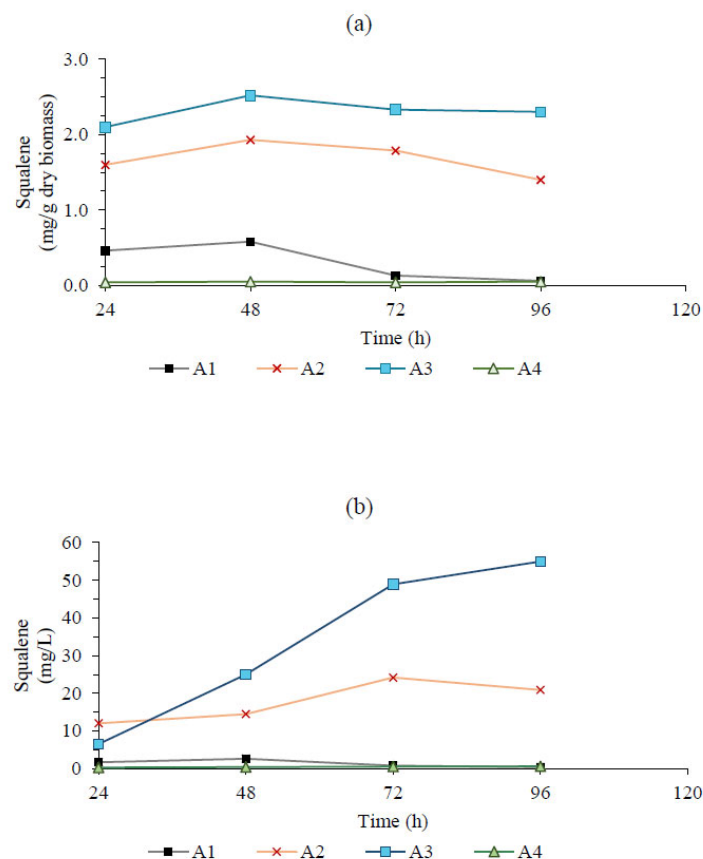 (a)
Squalene
(mg/g dry biomass)
3.0
2.0
1.0
0.0
24 48 72 96 120
Time (h)
A1 A2 A3 A4
(b)
Squalene
(mg/L)
60
50
40
30
20
10
0
24 48 72 96 120
Time (h)
A1 A2 A3 A4